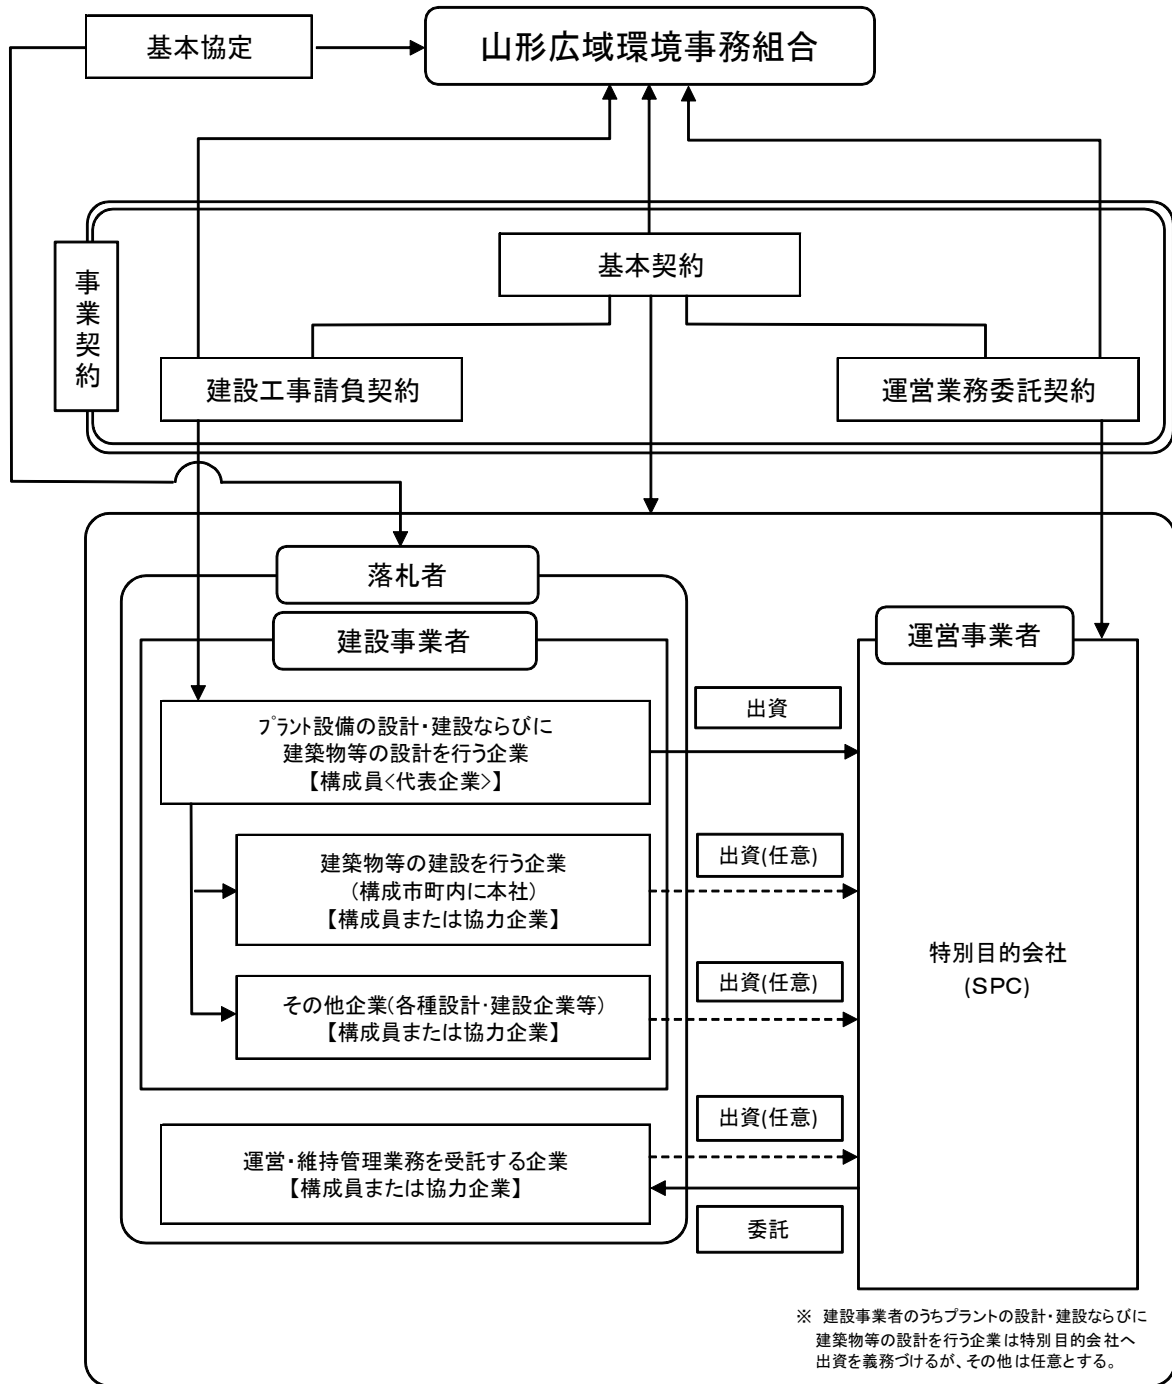 基本協定
山形広域環境事務組合
事業契約
基本契約
建設工事請負契約
運営業務委託契約
落札者
建設事業者
運営事業者
プラント設備の設計・建設ならびに
建築物等の設計を行う企業
【構成員<代表企業>】
出資
建築物等の建設を行う企業
(構成市町内に本社)
【構成員または協力企業】
出資(任意)
その他企業(各種設計・建設企業等)
【構成員または協力企業】
出資(任意)
特別目的会社
(SPC)
運営・維持管理業務を受託する企業
【構成員または協力企業】
出資(任意)
委託
※ 建設事業者のうちプラントの設計・建設ならびに
建築物等の設計を行う企業は特別目的会社へ
出資を義務づけるが、その他は任意とする。